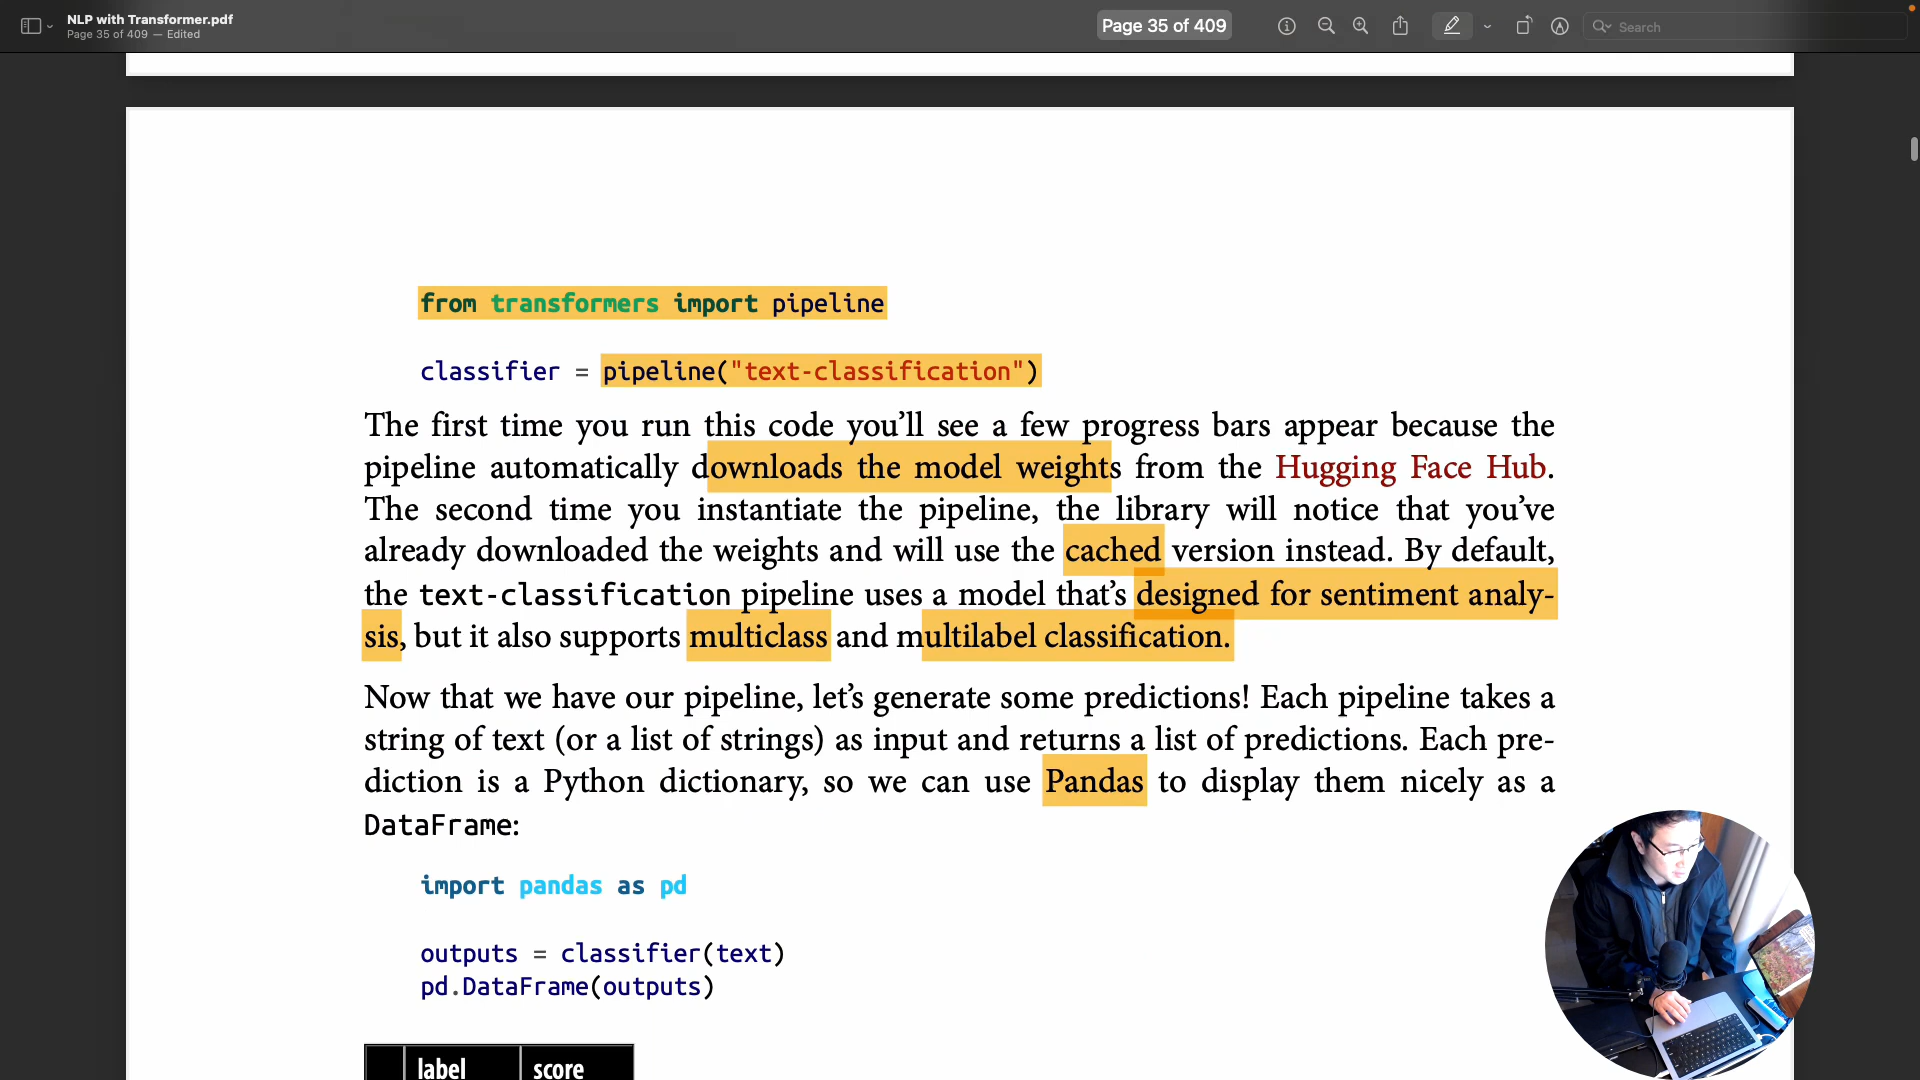 NLP with Transformer.pdf
Page 35 of 409 — Edited
Page 35 of 409
Search
from transformers import pipeline
classifier = pipeline("text-classification")
The first time you run this code you’ll see a few progress bars appear because the
pipeline automatically downloads the model weights from the Hugging Face Hub.
The second time you instantiate the pipeline, the library will notice that you’ve
already downloaded the weights and will use the cached version instead. By default,
the text-classification pipeline uses a model that’s designed for sentiment analy-
sis, but it also supports multiclass and multilabel classification.
Now that we have our pipeline, let’s generate some predictions! Each pipeline takes a
string of text (or a list of strings) as input and returns a list of predictions. Each pre-
diction is a Python dictionary, so we can use Pandas to display them nicely as a
DataFrame:
import pandas as pd
outputs = classifier(text)
pd.DataFrame(outputs)
label score